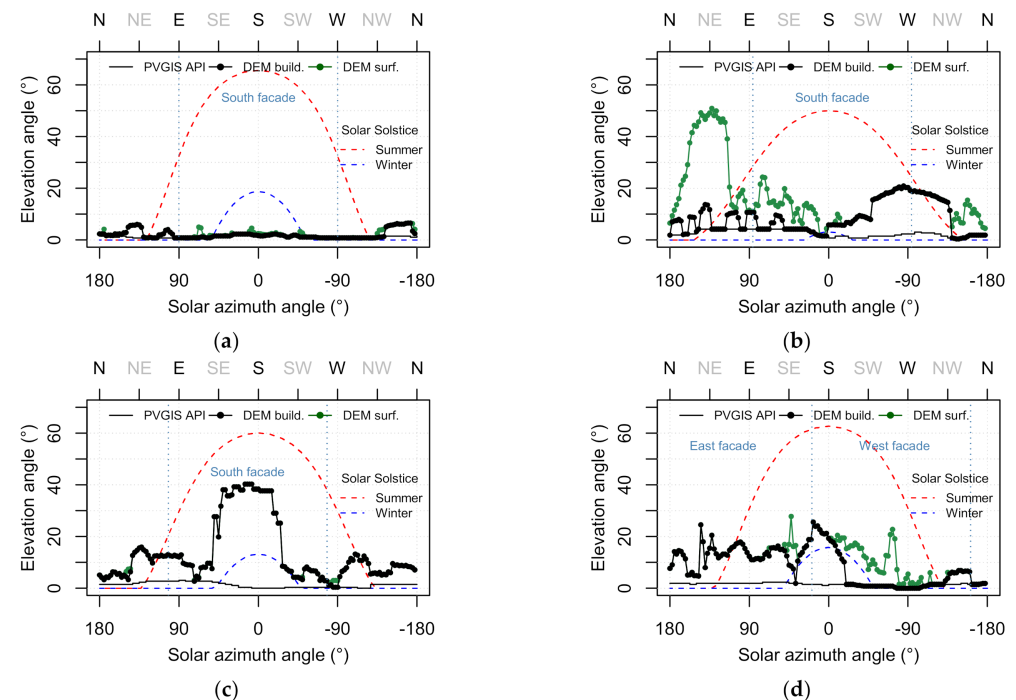 N NE E SE S SW W NW N
PVGIS API DEM build. DEM surf.
South facade
Solar Solstice
Summer
Winter
Elevation angle (°)
0 20 40 60
180 90 0 -90 -180
Solar azimuth angle (°)
(a)
N NE E SE S SW W NW N
PVGIS API DEM build. DEM surf.
South facade
Solar Solstice
Summer
Winter
Elevation angle (°)
0 20 40 60
180 90 0 -90 -180
Solar azimuth angle (°)
(b)
N NE E SE S SW W NW N
PVGIS API DEM build. DEM surf.
South facade
Solar Solstice
Summer
Winter
Elevation angle (°)
0 20 40 60
180 90 0 -90 -180
Solar azimuth angle (°)
(c)
N NE E SE S SW W NW N
PVGIS API DEM build. DEM surf.
East facade West facade
Solar Solstice
Summer
Winter
Elevation angle (°)
0 20 40 60
180 90 0 -90 -180
Solar azimuth angle (°)
(d)